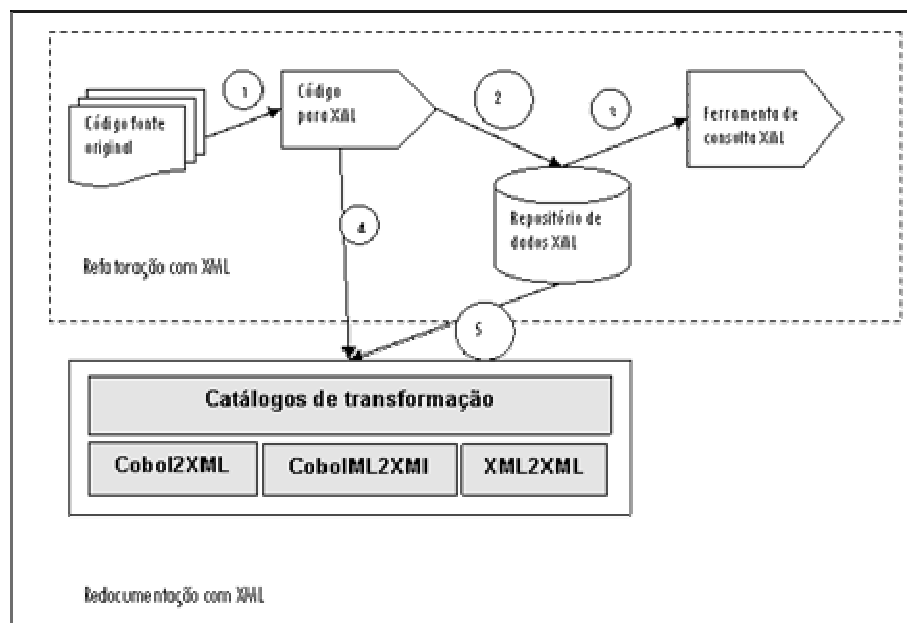 1
Código
para XML
2
Código fonte
original
Ferramenta de
consulta XML
Repositório de
dados XML
4
Refatoração com XML
5
Catálogos de transformação
Cobol2XML
CobolML2XMI
XML2XML
Redocumentação com XML